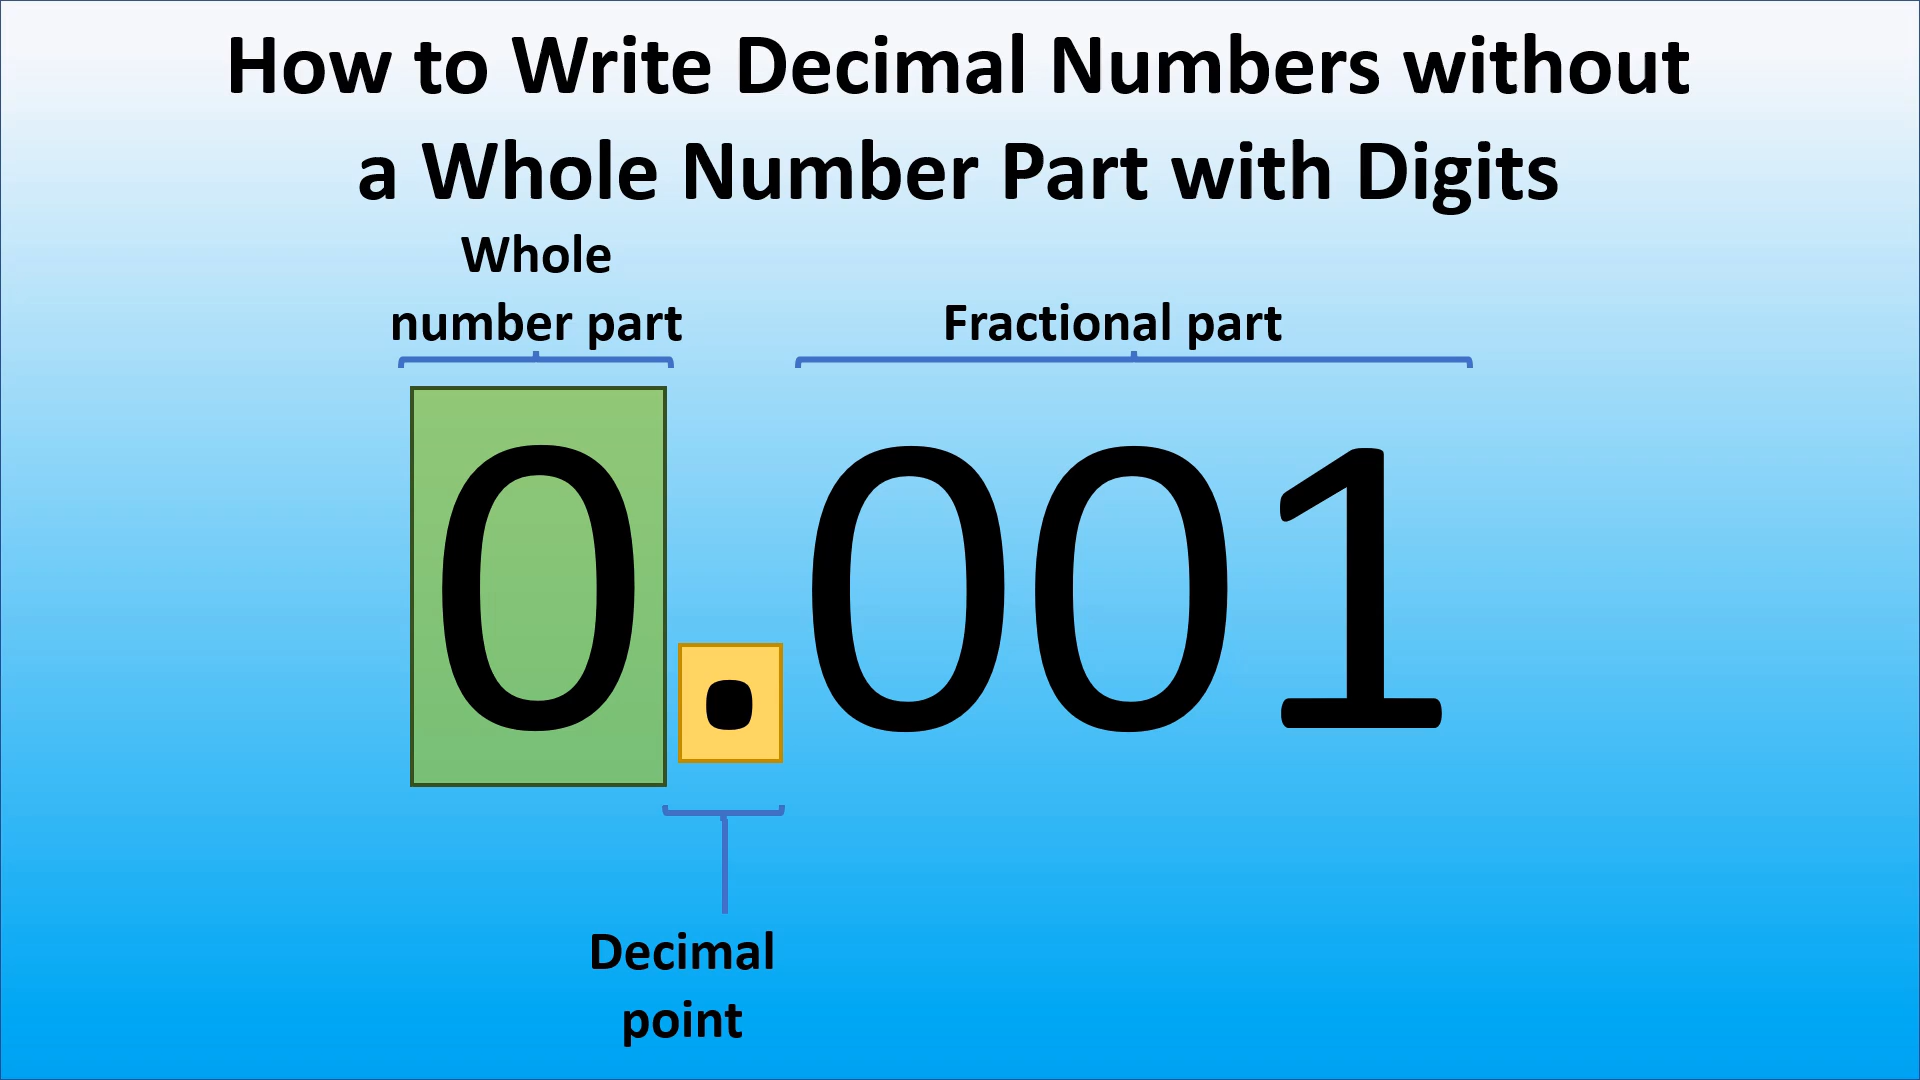 How to Write Decimal Numbers without
a Whole Number Part with Digits
Whole
number part
Fractional part
0.001
Decimal
point